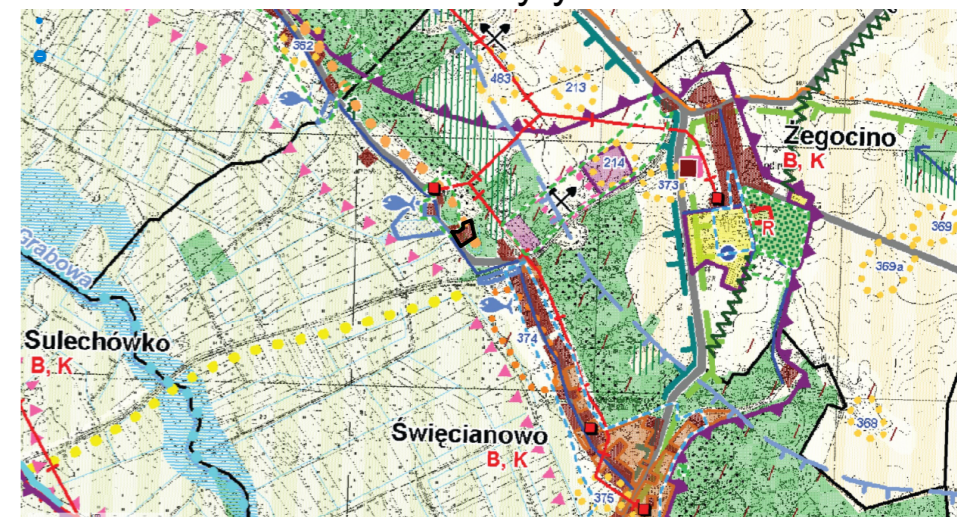 362
483
213
Żegocino
B, K
214
373
R
369
369a
Grabowa
Sulechówko
B, K
374
Święcianowo
B, K
368
375